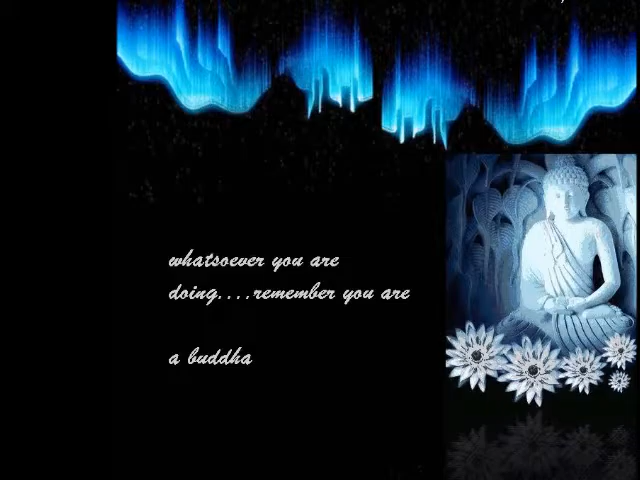 whatsoever you are
doing....remember you are
a buddha